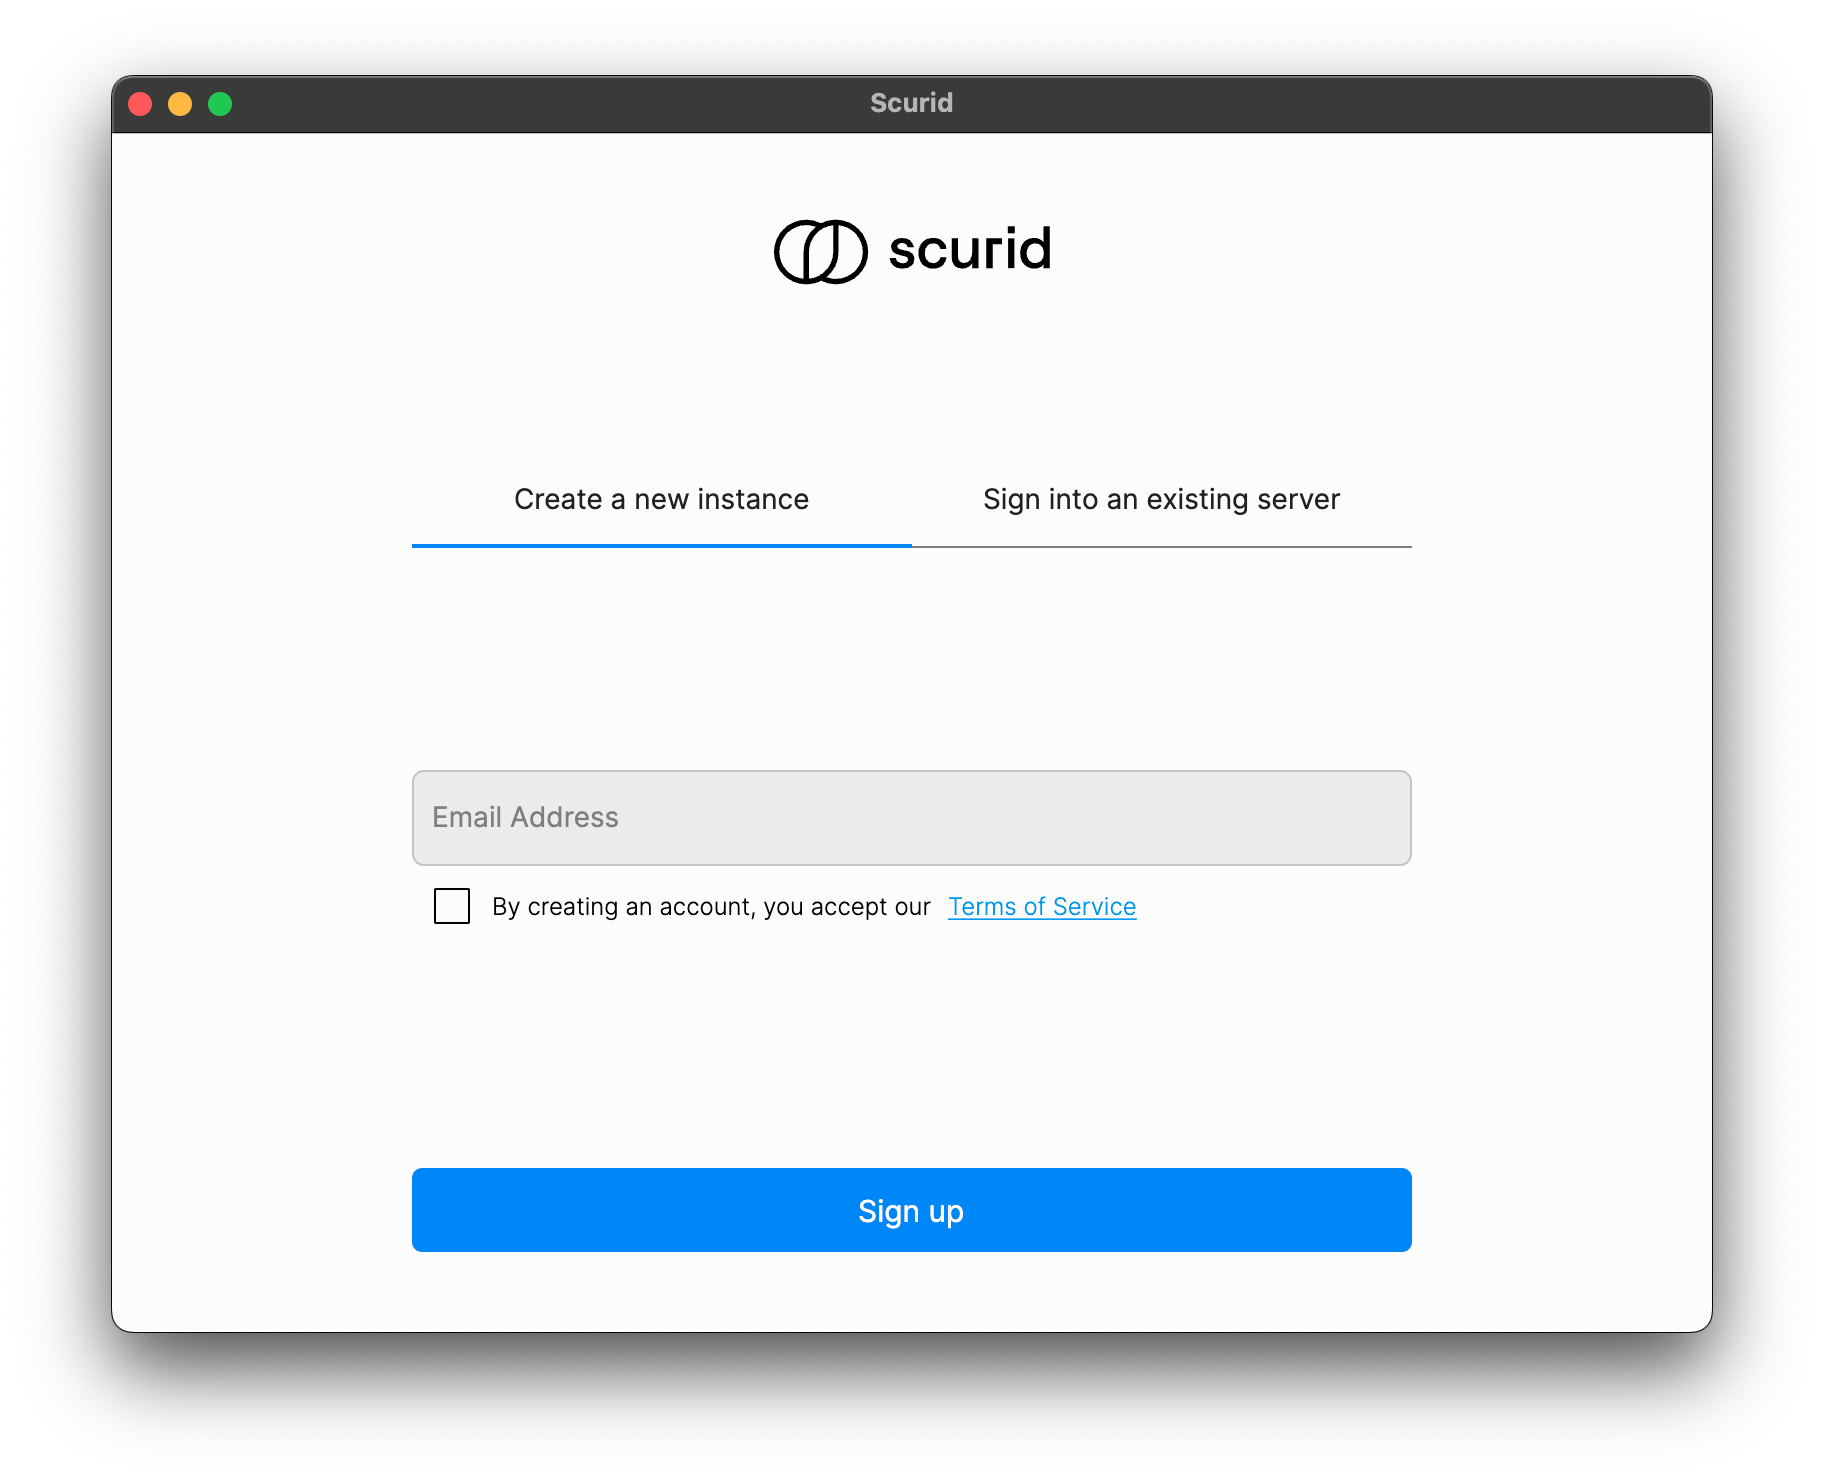 Scurid
scurid
Create a new instance Sign into an existing server
Email Address
By creating an account, you accept our Terms of Service
Sign up